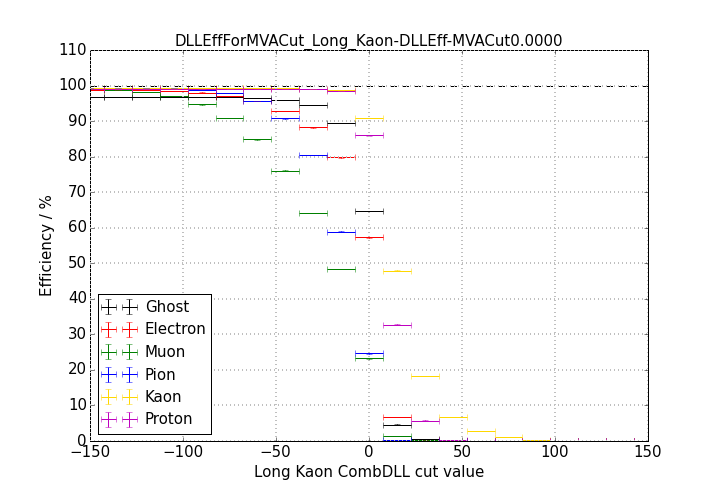 DLLEffForMVACut_Long_Kaon-DLLEff-MVACut0.0000
110
100
90
80
70
60
50
40
30
20
10
0
Efficiency / %
Ghost
Electron
Muon
Pion
Kaon
Proton
−150 −100 −50 0 50 100 150
Long Kaon CombDLL cut value